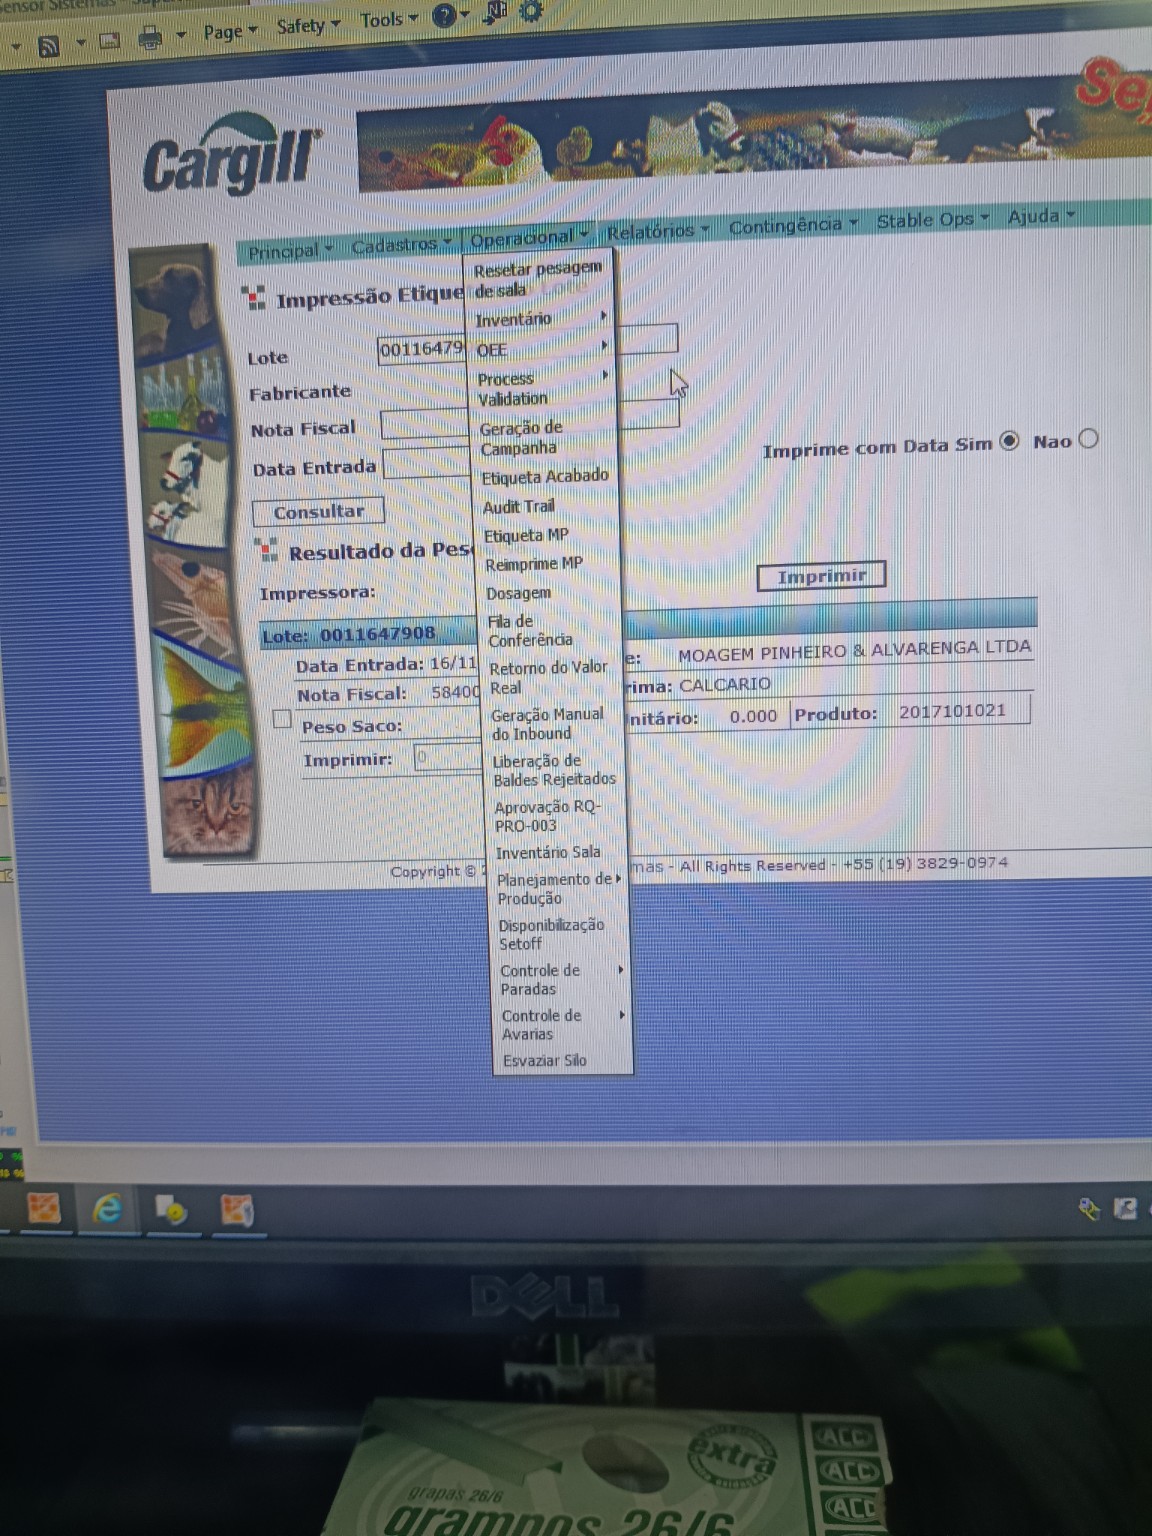 Page
Safety
Tools
Cargill
Principal Cadastros Operacional Relatórios Contingência Stable Ops Ajuda
Impressão Etique
Lote 00116479
Fabricante
Nota Fiscal
Data Entrada
Imprime com Data Sim Nao
Consultar
Resultado da Pes
Impressora:
Imprimir
Lote: 0011647908
Data Entrada: 16/11
e: MOAGEM PINHEIRO & ALVARENGA LTDA
Nota Fiscal: 58400
rima: CALCARIO
Peso Saco:
nitário: 0.000 Produto: 2017101021
Imprimir: 0
Resetar pesagem
de sala
Inventário
OEE
Process
Validation
Geração de
Campanha
Etiqueta Acabado
Audit Trail
Etiqueta MP
Reimprime MP
Dosagem
Fila de
Conferência
Retorno do Valor
Real
Geração Manual
do Inbound
Liberação de
Baldes Rejeitados
Aprovação RQ-
PRO-003
Inventário Sala
Planejamento de
Produção
Disponibilização
Setoff
Controle de
Paradas
Controle de
Avarias
Esvaziar Silo
Copyright © mas - All Rights Reserved - +55 (19) 3829-0974
DELL
extra
ACC
ACC
ACC
grapas 26/6
grampos 26/6